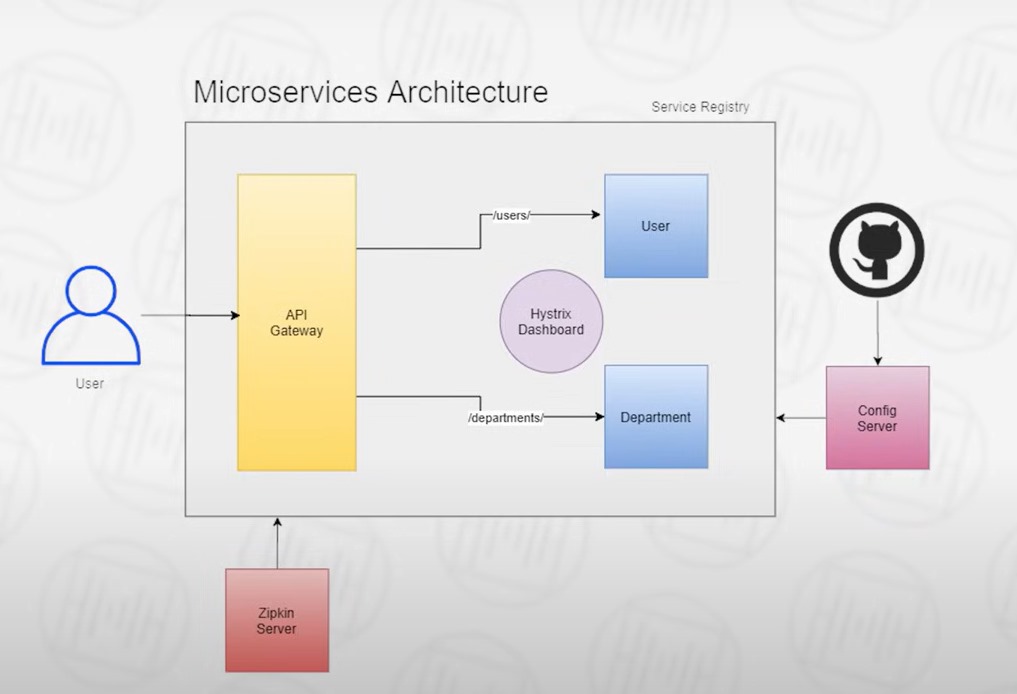 Microservices Architecture
Service Registry
/users/
User
API
Gateway
Hystrix
Dashboard
User
/departments/
Department
Config
Server
Zipkin
Server